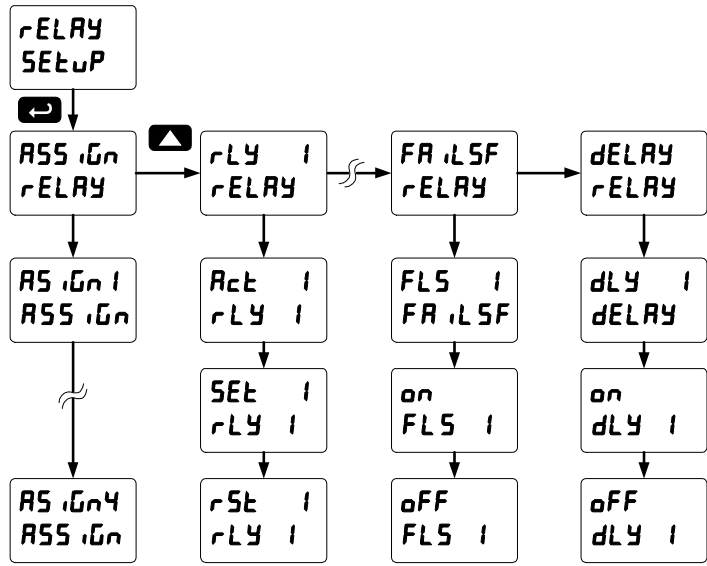 rELAY
SEtuP
ASSiGn
rELAY
rLY 1
rELAY
FAiLSF
rELAY
dELAY
rELAY
ASiGn1
ASSiGn
Act 1
rLY 1
FLS 1
FAiLSF
dLY 1
dELAY
SEt 1
rLY 1
on
FLS 1
on
dLY 1
ASiGn4
ASSiGn
rSt 1
rLY 1
oFF
FLS 1
oFF
dLY 1